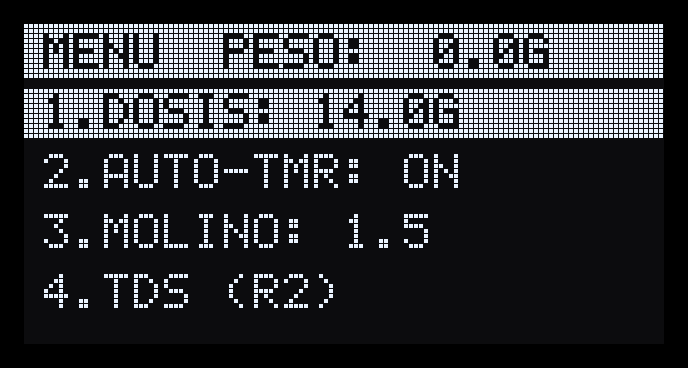 MENU PESO: 0.0G
1.DOSIS: 14.0G
2.AUTO-TMR: ON
3.MOLINO: 1.5
4.TDS (R2)